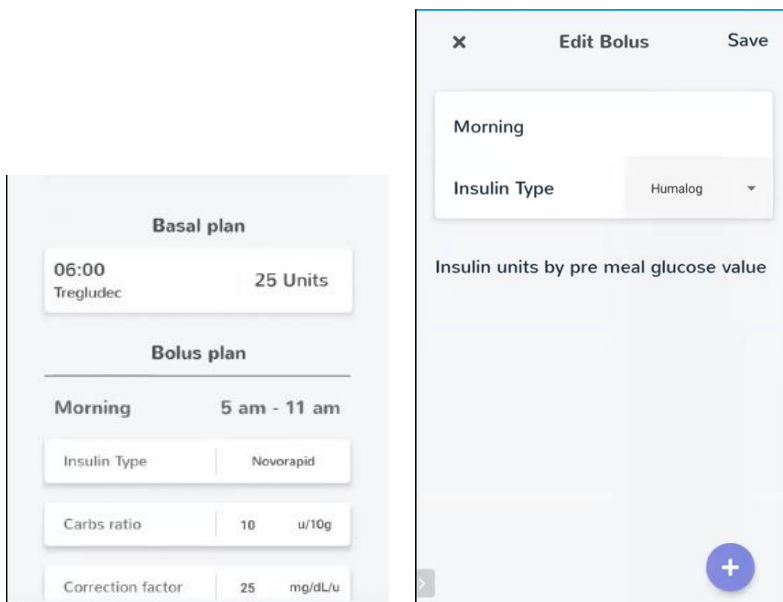 Basal plan
06:00
Tregludec
25 Units
Bolus plan
Morning 5 am - 11 am
Insulin Type Novorapid
Carbs ratio 10 u/10g
Correction factor 25 mg/dL/u
× Edit Bolus Save
Morning
Insulin Type Humalog
Insulin units by pre meal glucose value
+